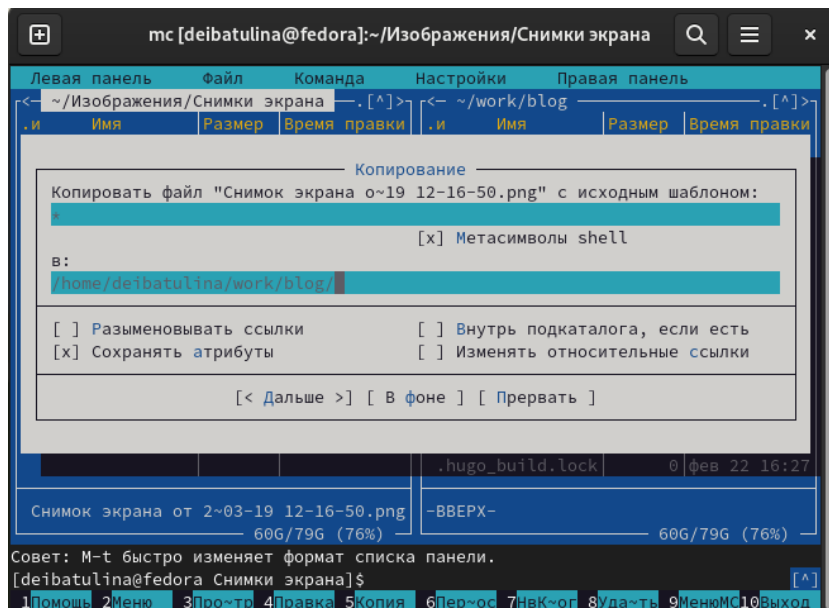 mc [deibatulina@fedora]:~/Изображения/Снимки экрана
Левая панель Файл Команда Настройки Правая панель
<— ~/Изображения/Снимки экрана —.[^]> <— ~/work/blog —.[^]>
.и Имя Размер Время правки .и Имя Размер Время правки
Копирование
Копировать файл "Снимок экрана о~19 12-16-50.png" с исходным шаблоном:
*
[x] Метасимволы shell
в:
/home/deibatulina/work/blog/
[ ] Разыменовывать ссылки [ ] Внутрь подкаталога, если есть
[x] Сохранять атрибуты [ ] Изменять относительные ссылки
[< Дальше >] [ В фоне ] [ Прервать ]
.hugo_build.lock 0 фев 22 16:27
Снимок экрана от 2~03-19 12-16-50.png -ВВЕРХ-
60G/79G (76%) 60G/79G (76%)
Совет: M-t быстро изменяет формат списка панели.
[deibatulina@fedora Снимки экрана]$ [^]
1Помощь 2Меню 3Про~тр 4Правка 5Копия 6Пер~ос 7НвК~ог 8Уда~ть 9МенюMC 10Выход